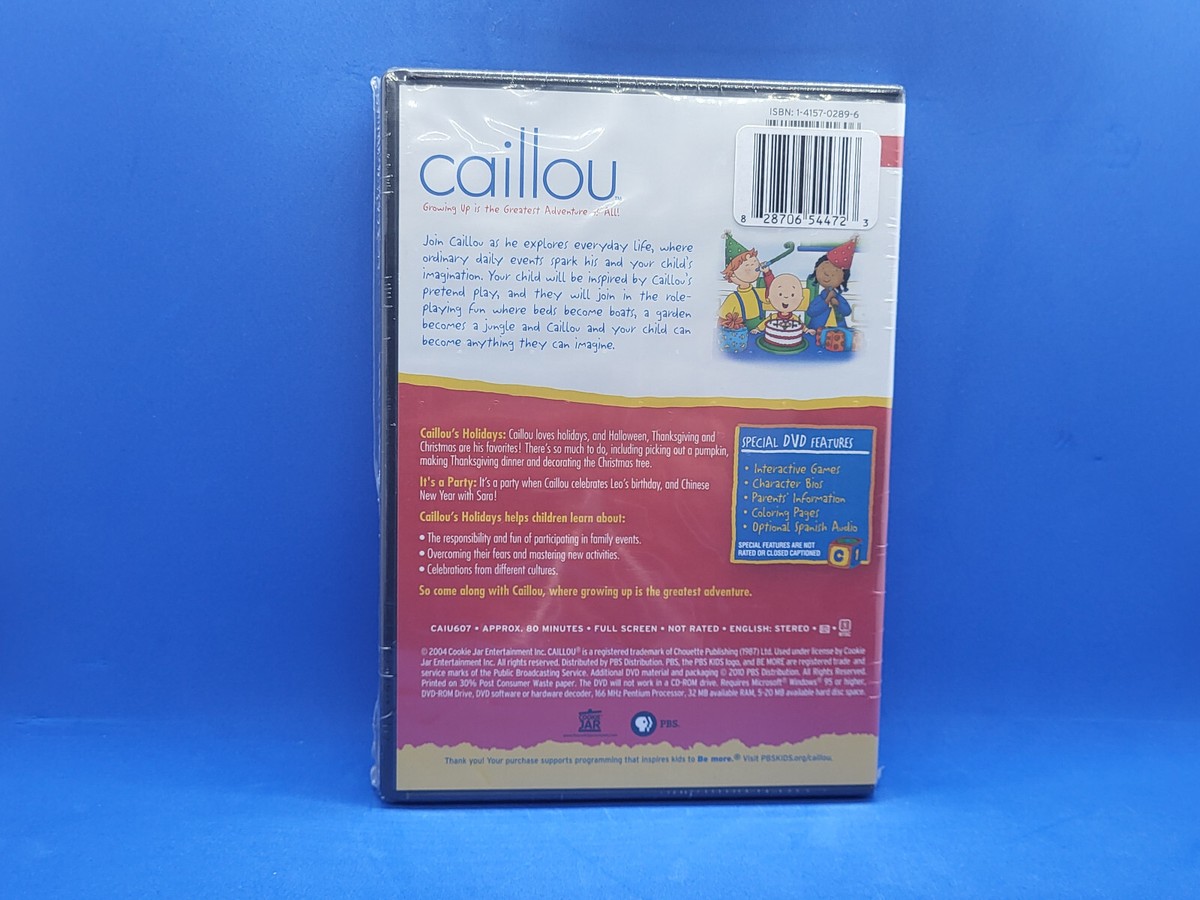 ISBN: 1-4157-0289-6
8 28706 54472 3
caillou™
Growing Up is the Greatest Adventure of All!
Join Caillou as he explores everyday life, where
ordinary daily events spark his and your child's
imagination. Your child will be inspired by Caillou's
pretend play, and they will join in the role-
playing fun where beds become boats, a garden
becomes a jungle and Caillou and your child can
become anything they can imagine.
Caillou's Holidays: Caillou loves holidays, and Halloween, Thanksgiving and
Christmas are his favorites! There's so much to do, including picking out a pumpkin,
making Thanksgiving dinner and decorating the Christmas tree.
It's a Party: It's a party when Caillou celebrates Leo's birthday, and Chinese
New Year with Sara!
Caillou's Holidays helps children learn about:
• The responsibility and fun of participating in family events.
• Overcoming their fears and mastering new activities.
• Celebrations from different cultures.
So come along with Caillou, where growing up is the greatest adventure.
SPECIAL DVD FEATURES
• Interactive Games
• Character Bios
• Parents' Information
• Coloring Pages
• Optional Spanish Audio
SPECIAL FEATURES ARE NOT
RATED OR CLOSED CAPTIONED
C 1
CAIU607 • APPROX. 80 MINUTES • FULL SCREEN • NOT RATED • ENGLISH: STEREO •
© 2004 Cookie Jar Entertainment Inc. CAILLOU® is a registered trademark of Chouette Publishing (1987) Ltd. Used under license by Cookie
Jar Entertainment Inc. All rights reserved. Distributed by PBS Distribution. PBS, the PBS KIDS logo, and BE MORE are registered trade and
service marks of the Public Broadcasting Service. Additional DVD material and packaging © 2010 PBS Distribution. All Rights Reserved.
Printed on 30% Post Consumer Waste paper. The DVD will not work in a CD-ROM drive. Requires Microsoft® Windows® 95 or higher,
DVD-ROM Drive, DVD software or hardware decoder, 166 MHz Pentium Processor, 32 MB available RAM, 5-20 MB available hard disc space.
COOKIE JAR
PBS.
Thank you! Your purchase supports programming that inspires kids to Be more.® Visit PBSKIDS.org/caillou.